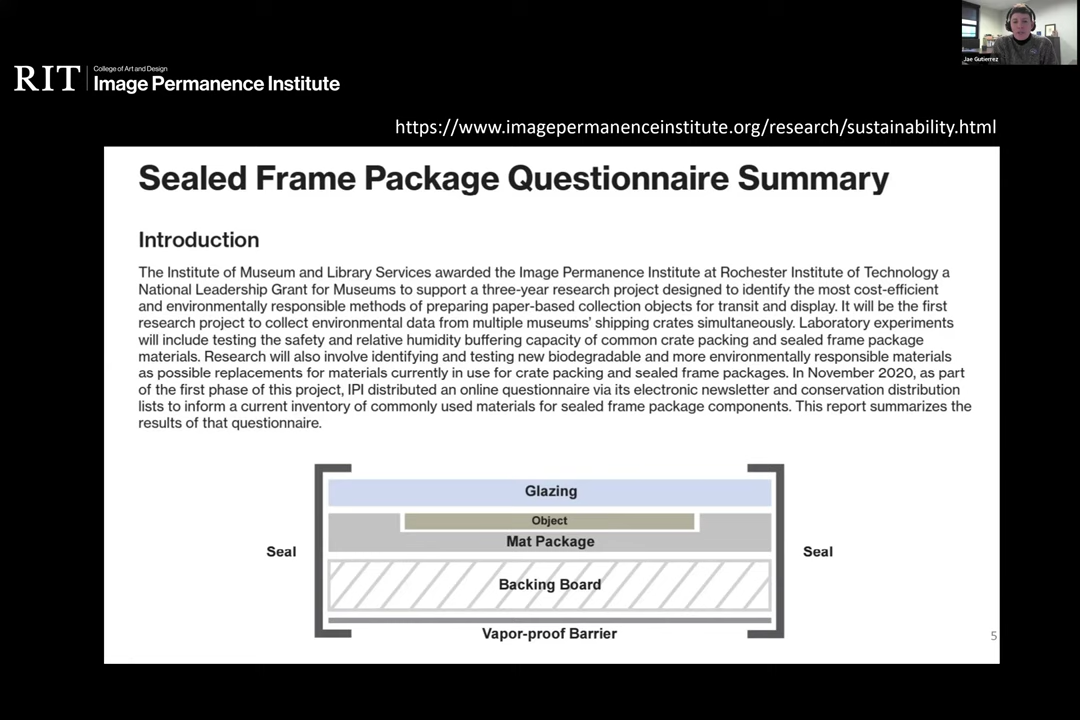 Jae Gutierrez
RIT
College of Art and Design
Image Permanence Institute
https://www.imagepermanenceinstitute.org/research/sustainability.html
Sealed Frame Package Questionnaire Summary
Introduction
The Institute of Museum and Library Services awarded the Image Permanence Institute at Rochester Institute of Technology a
National Leadership Grant for Museums to support a three-year research project designed to identify the most cost-efficient
and environmentally responsible methods of preparing paper-based collection objects for transit and display. It will be the first
research project to collect environmental data from multiple museums' shipping crates simultaneously. Laboratory experiments
will include testing the safety and relative humidity buffering capacity of common crate packing and sealed frame package
materials. Research will also involve identifying and testing new biodegradable and more environmentally responsible materials
as possible replacements for materials currently in use for crate packing and sealed frame packages. In November 2020, as part
of the first phase of this project, IPI distributed an online questionnaire via its electronic newsletter and conservation distribution
lists to inform a current inventory of commonly used materials for sealed frame package components. This report summarizes the
results of that questionnaire.
Glazing
Object
Mat Package
Seal
Seal
Backing Board
Vapor-proof Barrier
5